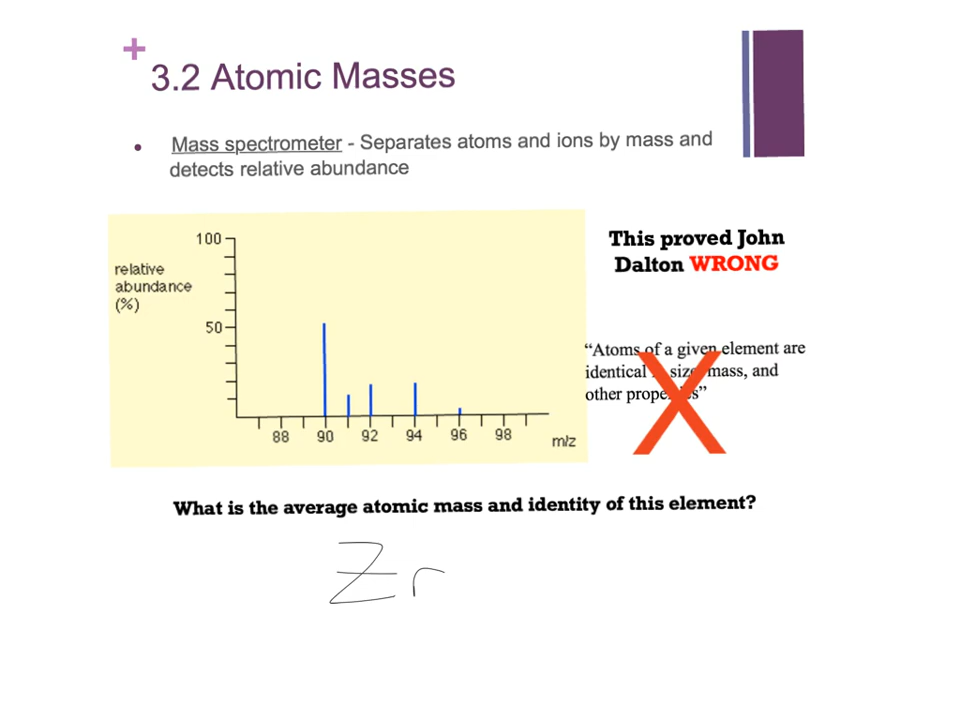 +
3.2 Atomic Masses
• Mass spectrometer - Separates atoms and ions by mass and
detects relative abundance
100
relative
abundance
(%)
50
88 90 92 94 96 98
m/z
This proved John
Dalton WRONG
“Atoms of a given element are
identical size, mass, and
other
What is the average atomic mass and identity of this element?
Zr